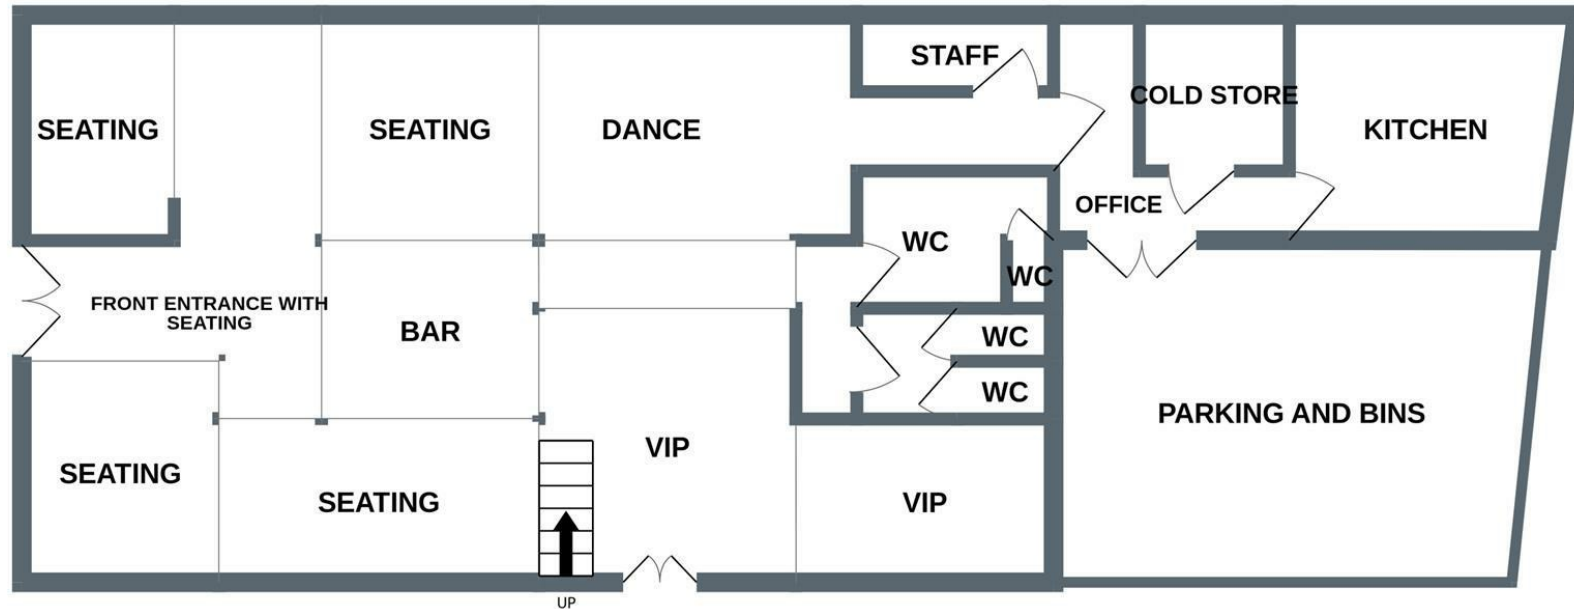 STAFF
COLD STORE
SEATING
SEATING
DANCE
KITCHEN
OFFICE
WC
WC
FRONT ENTRANCE WITH
SEATING
BAR
WC
WC
PARKING AND BINS
VIP
SEATING
SEATING
VIP
UP